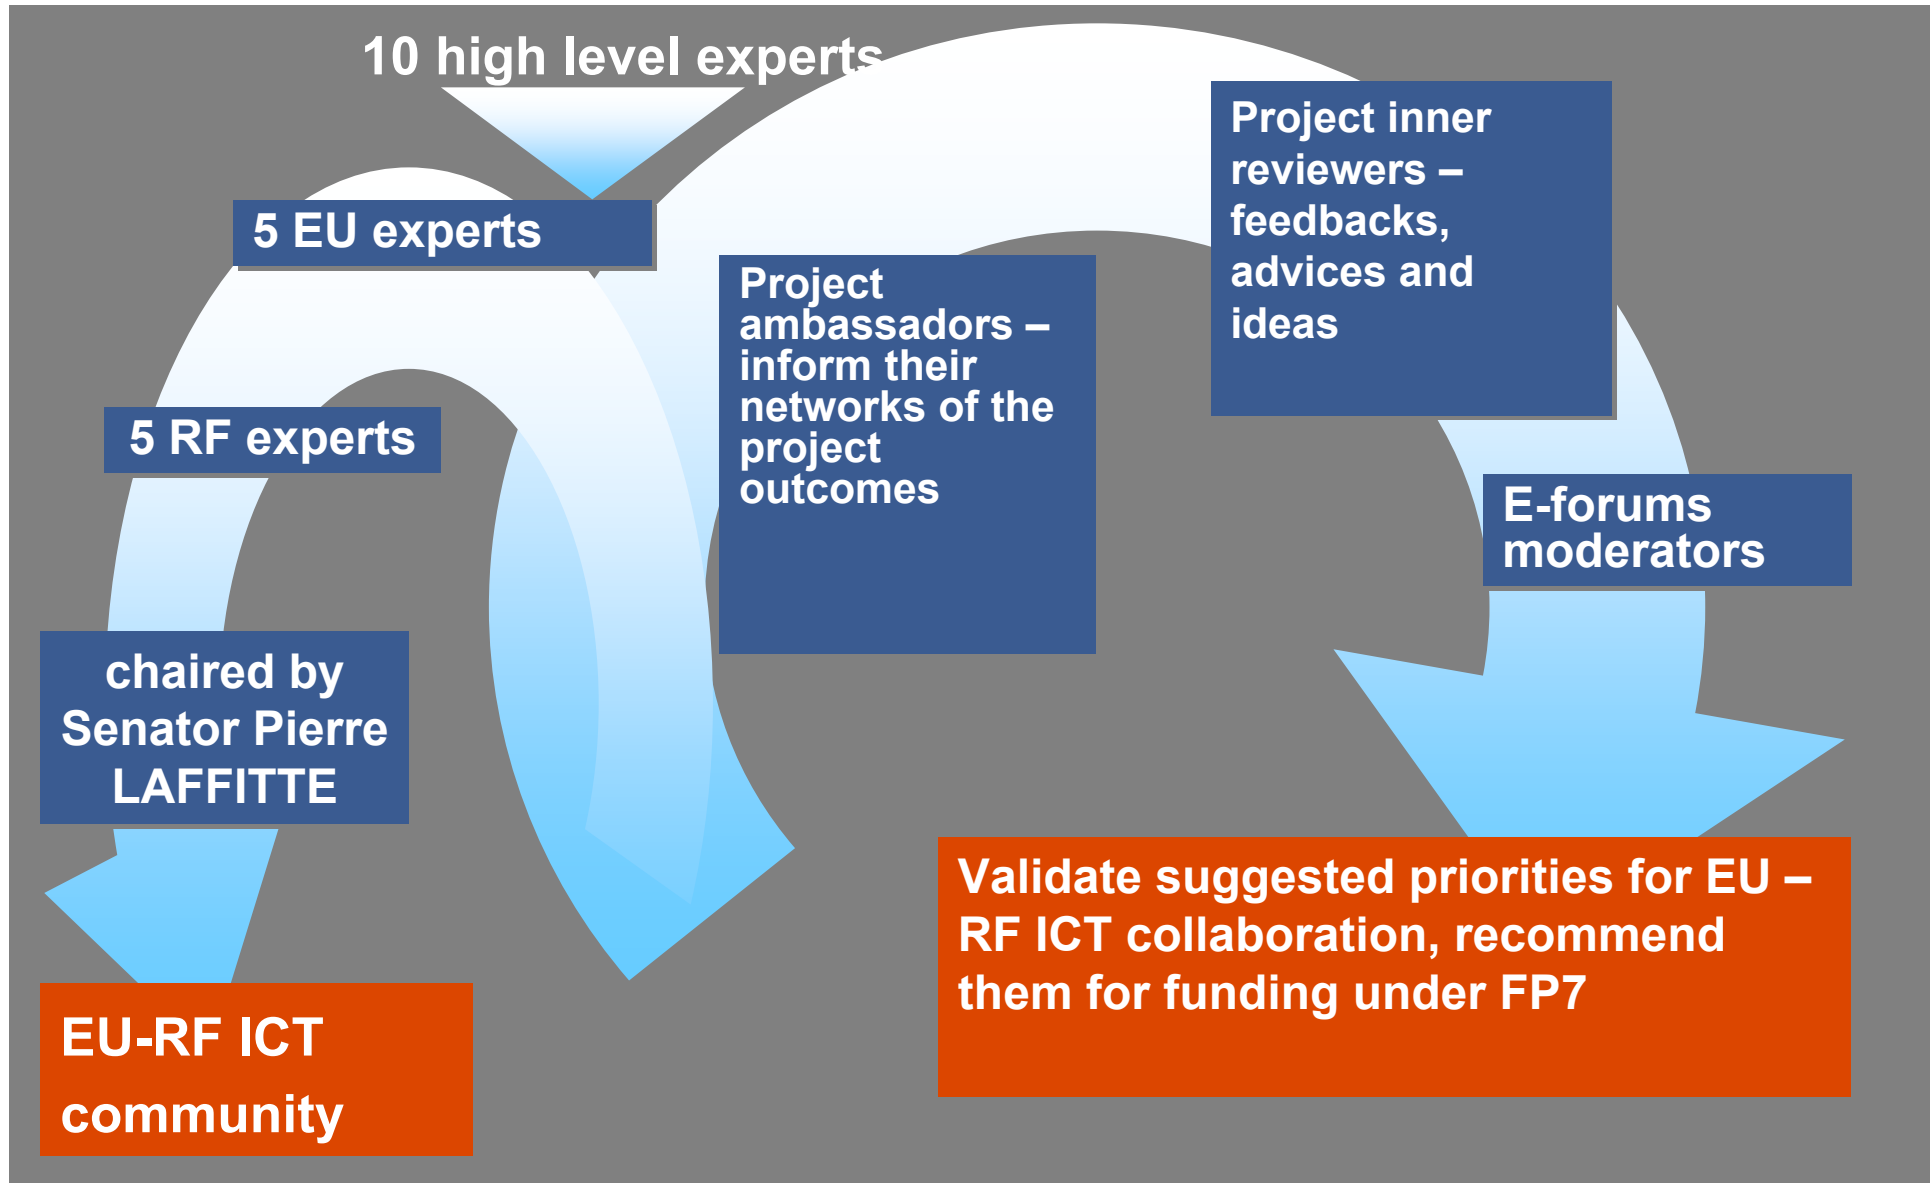 10 high level experts
5 EU experts
5 RF experts
chaired by
Senator Pierre
LAFFITTE
EU-RF ICT
community
Project
ambassadors –
inform their
networks of the
project
outcomes
Project inner
reviewers –
feedbacks,
advices and
ideas
E-forums
moderators
Validate suggested priorities for EU –
RF ICT collaboration, recommend
them for funding under FP7